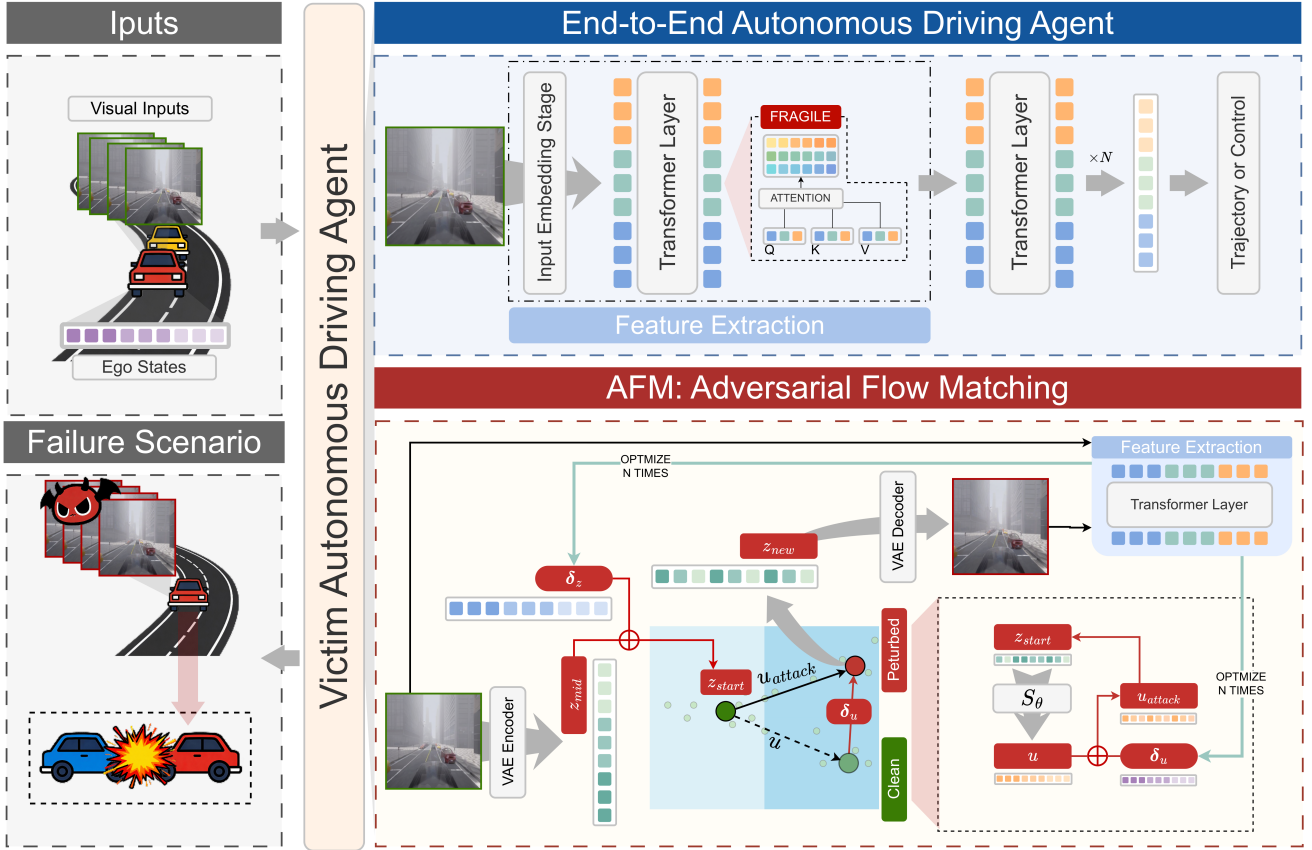 Iputs
Visual Inputs
Ego States
Failure Scenario
Victim Autonomous Driving Agent
End-to-End Autonomous Driving Agent
Input Embedding Stage
Transformer Layer
FRAGILE
ATTENTION
Q
K
V
Feature Extraction
Transformer Layer
×N
Trajectory or Control
AFM: Adversarial Flow Matching
Feature Extraction
Transformer Layer
OPTMIZE
N TIMES
VAE Decoder
z_new
δ_z
z_mid
VAE Encoder
z_start
u_attack
u
δ_u
Peturbed
Clean
z_start
S_θ
u_attack
u
δ_u
OPTMIZE
N TIMES